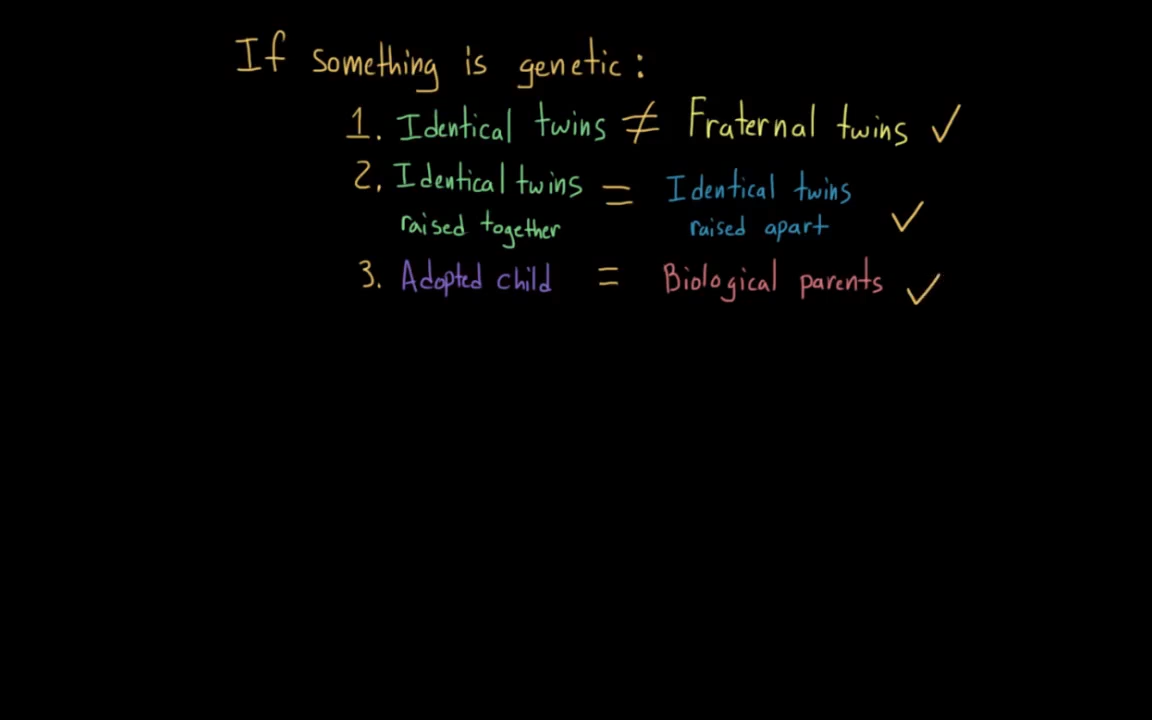 If something is genetic:
1. Identical twins ≠ Fraternal twins ✓
2. Identical twins = Identical twins
raised together raised apart ✓
3. Adopted child = Biological parents ✓